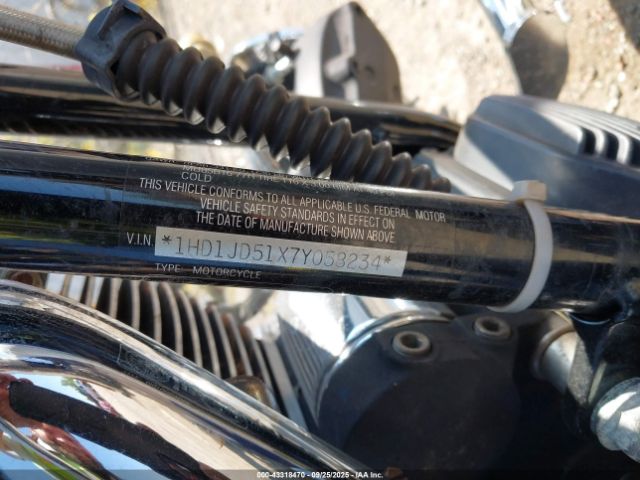 COLD
THIS VEHICLE CONFORMS TO ALL APPLICABLE U.S. FEDERAL MOTOR
VEHICLE SAFETY STANDARDS IN EFFECT ON
THE DATE OF MANUFACTURE SHOWN ABOVE
V.I.N. *1HD1JD51X7Y058234*
TYPE MOTORCYCLE
000-43318470 - 09/25/2025 - IAA Inc.